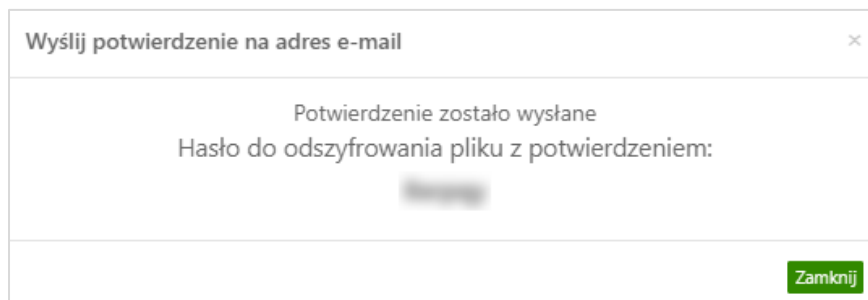 Wyślij potwierdzenie na adres e-mail
Potwierdzenie zostało wysłane
Hasło do odszyfrowania pliku z potwierdzeniem:
Zamknij